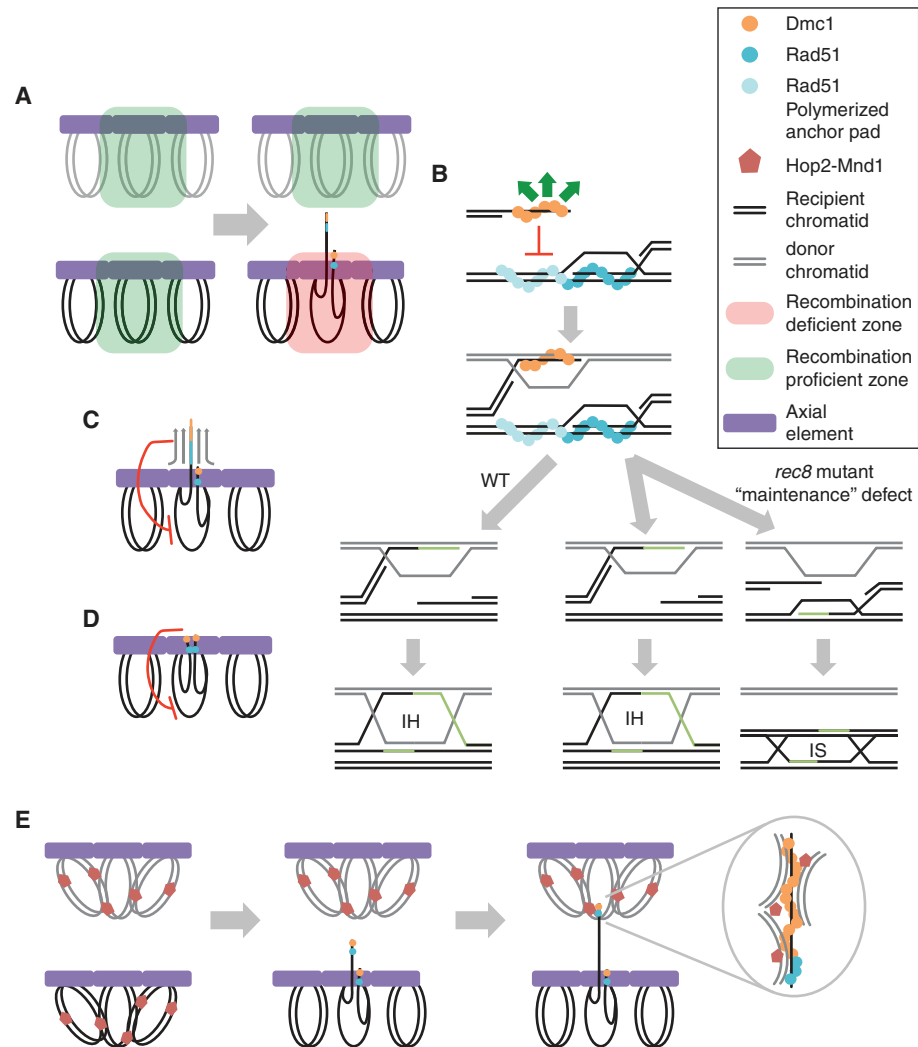 A
B
C
D
E
Dmc1
Rad51
Rad51
Polymerized
anchor pad
Hop2-Mnd1
Recipient
chromatid
donor
chromatid
Recombination
deficient zone
Recombination
proficient zone
Axial
element
WT
rec8 mutant
“maintenance” defect
IH
IH
IS